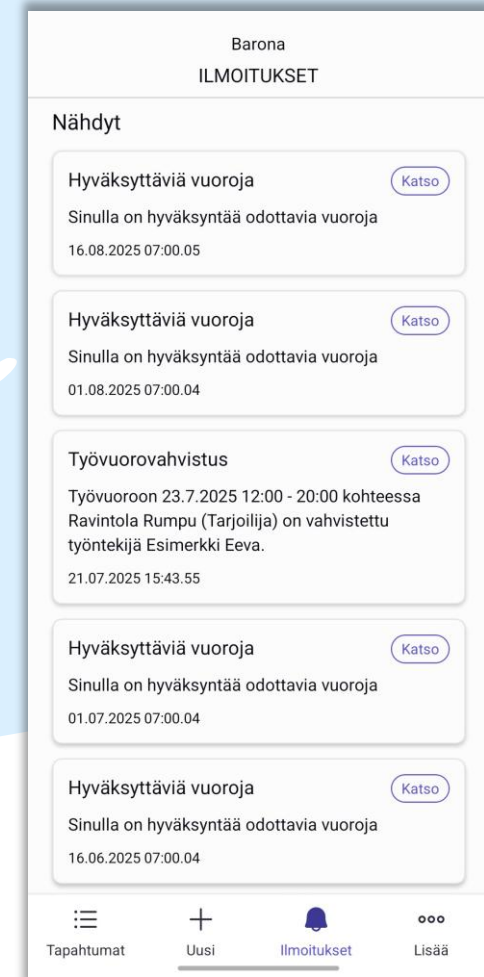 Barona
ILMOITUKSET
Nähdyt
Hyväksyttäviä vuoroja
Katso
Sinulla on hyväksyntää odottavia vuoroja
16.08.2025 07:00.05
Hyväksyttäviä vuoroja
Katso
Sinulla on hyväksyntää odottavia vuoroja
01.08.2025 07:00.04
Työvuorovahvistus
Katso
Työvuoroon 23.7.2025 12:00 - 20:00 kohteessa
Ravintola Rumpu (Tarjoilija) on vahvistettu
työntekijä Esimerkki Eeva.
21.07.2025 15:43.55
Hyväksyttäviä vuoroja
Katso
Sinulla on hyväksyntää odottavia vuoroja
01.07.2025 07:00.04
Hyväksyttäviä vuoroja
Katso
Sinulla on hyväksyntää odottavia vuoroja
16.06.2025 07:00.04
Tapahtumat
Uusi
Ilmoitukset
Lisää